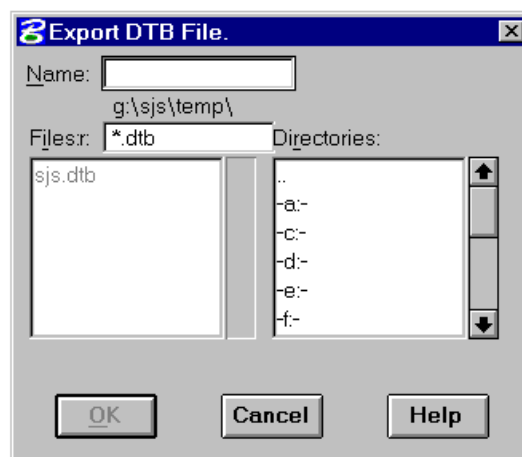 Export DTB File.
Name:
g:\sjs\temp\
Files:r: *.dtb Directories:
sjs.dtb
..
-a:-
-c:-
-d:-
-e:-
-f:-
OK Cancel Help